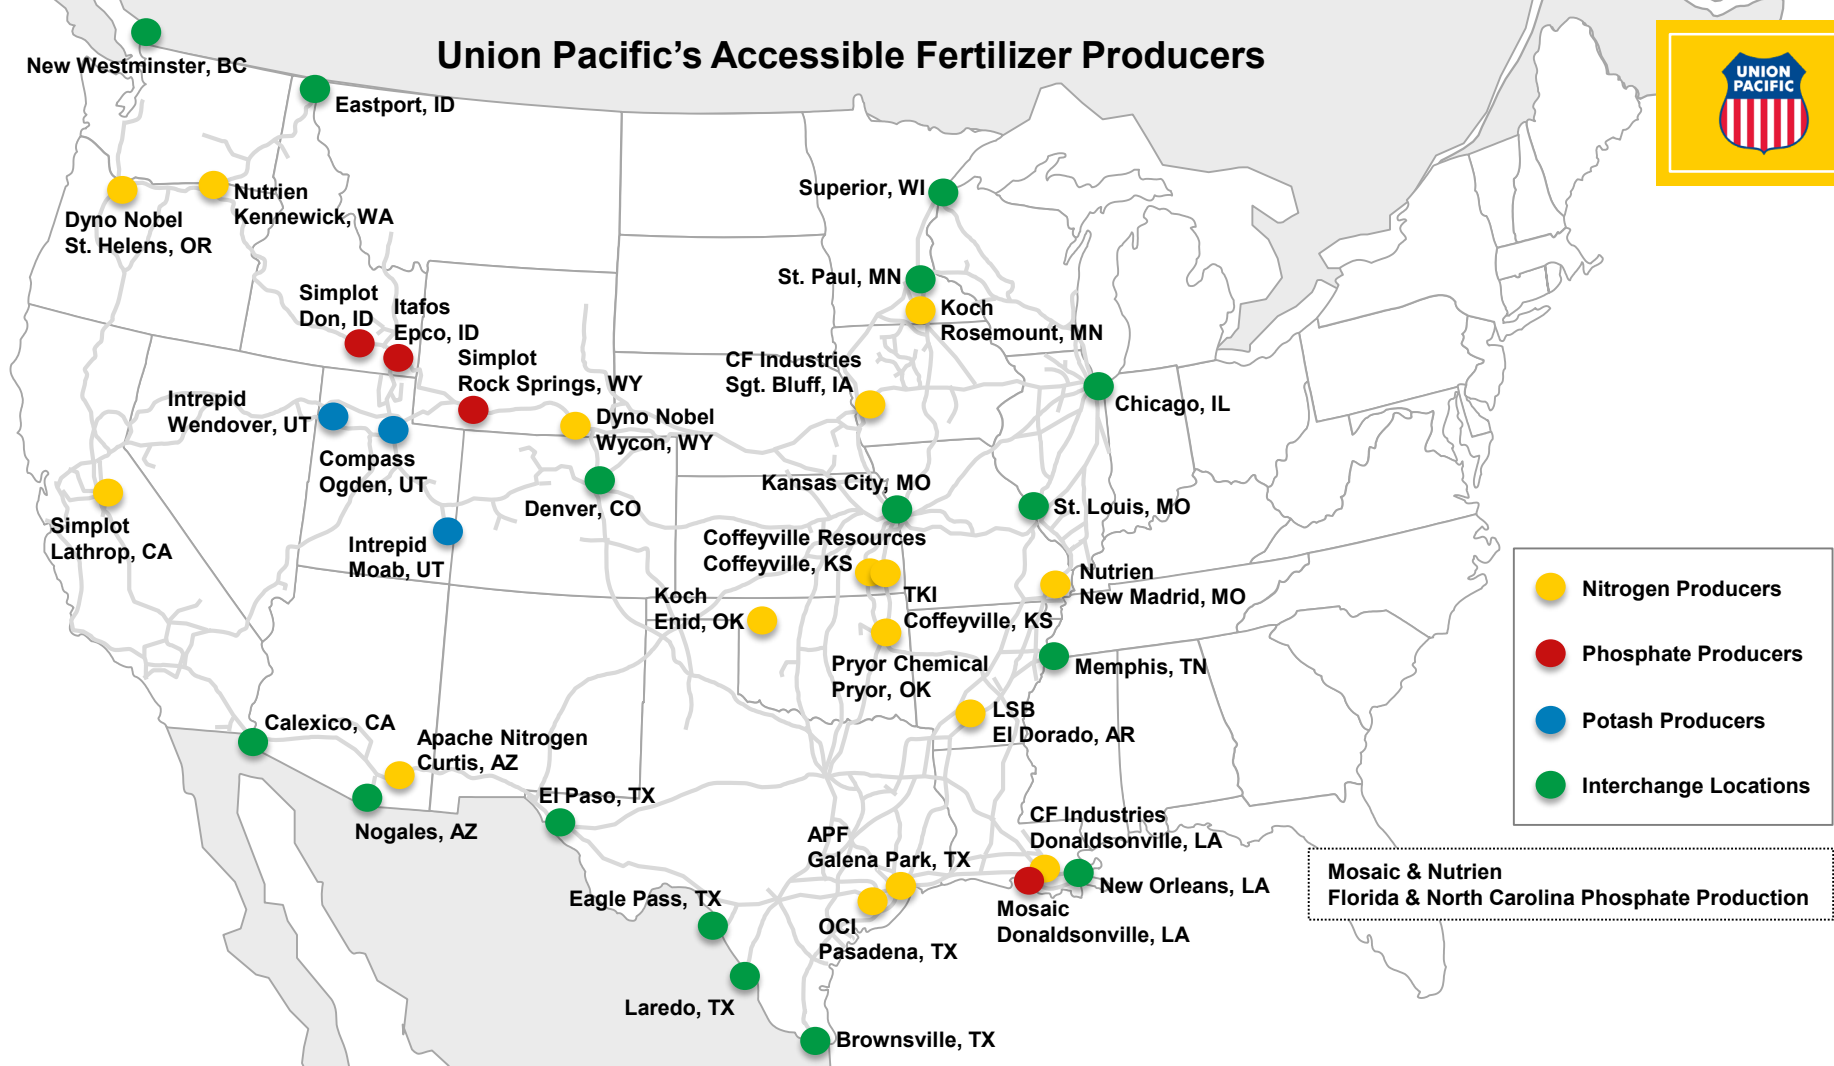 Union Pacific's Accessible Fertilizer Producers
UNION
PACIFIC
New Westminster, BC
Eastport, ID
Nutrien
Kennewick, WA
Dyno Nobel
St. Helens, OR
Superior, WI
St. Paul, MN
Koch
Rosemount, MN
Simplot
Don, ID
Itafos
Epco, ID
Simplot
Rock Springs, WY
CF Industries
Sgt. Bluff, IA
Intrepid
Wendover, UT
Dyno Nobel
Wycon, WY
Chicago, IL
Compass
Ogden, UT
Kansas City, MO
Denver, CO
St. Louis, MO
Simplot
Lathrop, CA
Intrepid
Moab, UT
Coffeyville Resources
Coffeyville, KS
Nutrien
New Madrid, MO
TKI
Coffeyville, KS
Koch
Enid, OK
Pryor Chemical
Pryor, OK
Memphis, TN
LSB
El Dorado, AR
Calexico, CA
Apache Nitrogen
Curtis, AZ
Nogales, AZ
El Paso, TX
APF
Galena Park, TX
CF Industries
Donaldsonville, LA
New Orleans, LA
Mosaic
Donaldsonville, LA
Eagle Pass, TX
OCI
Pasadena, TX
Laredo, TX
Brownsville, TX
Nitrogen Producers
Phosphate Producers
Potash Producers
Interchange Locations
Mosaic & Nutrien
Florida & North Carolina Phosphate Production